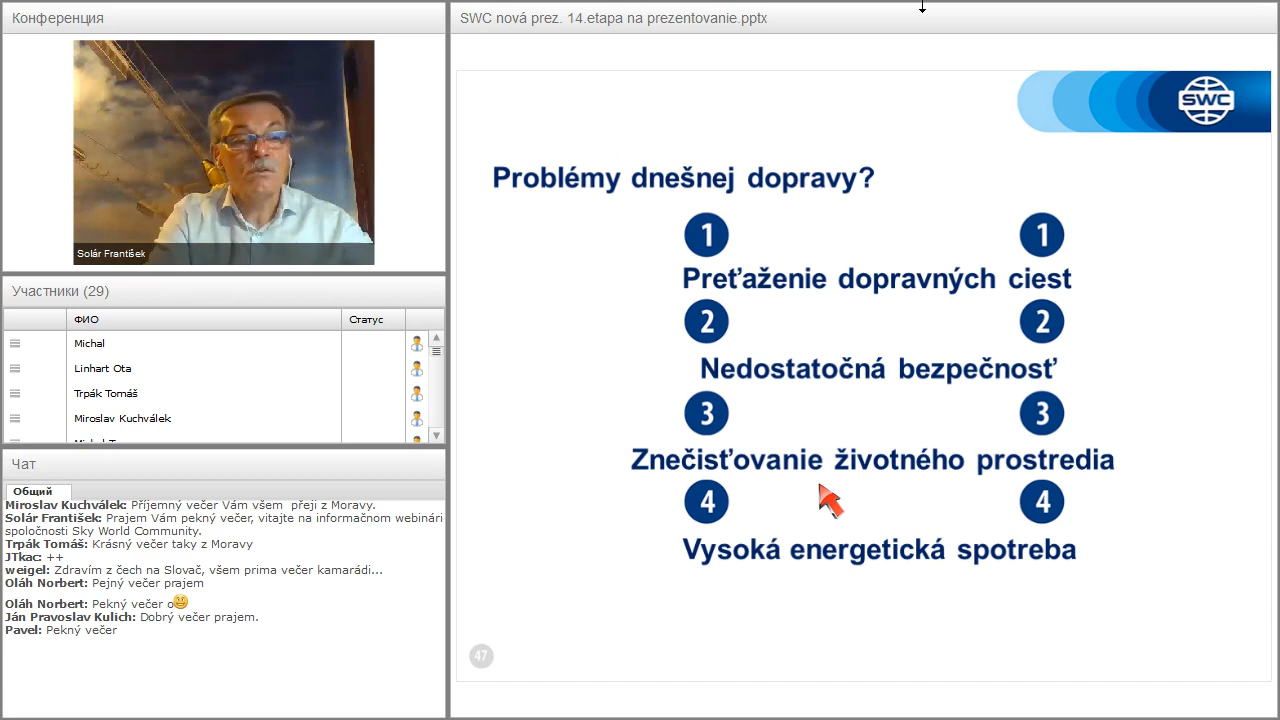 Конференция
Solár František
Участники (29)
ФИО
Статус
Michal
Linhart Ota
Trpák Tomáš
Miroslav Kuchválek
Чат
Общий
Miroslav Kuchválek: Příjemný večer Vám všem přeji z Moravy.
Solár František: Prajem Vám pekný večer, vitajte na informačnom webinári
spoločnosti Sky World Community.
Trpák Tomáš: Krásný večer taky z Moravy
JTkac: ++
weigel: Zdravím z čech na Slovač, všem prima večer kamarádi...
Oláh Norbert: Pejný večer prajem
Oláh Norbert: Pekný večer o
Ján Pravoslav Kulich: Dobrý večer prajem.
Pavel: Pekný večer
SWC nová prez. 14.etapa na prezentovanie.pptx
SWC
Problémy dnešnej dopravy?
1 1
Preťaženie dopravných ciest
2 2
Nedostatočná bezpečnosť
3 3
Znečisťovanie životného prostredia
4 4
Vysoká energetická spotreba
47